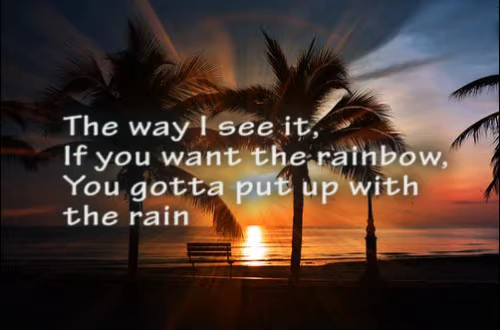 The way I see it,
If you want the rainbow,
You gotta put up with
the rain